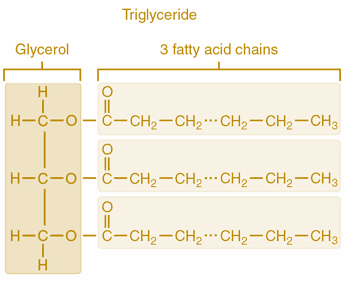 Triglyceride
Glycerol 3 fatty acid chains
H O
H—C—O—C—CH₂—CH₂···CH₂—CH₂—CH₃
O
H—C—O—C—CH₂—CH₂···CH₂—CH₂—CH₃
O
H—C—O—C—CH₂—CH₂···CH₂—CH₂—CH₃
H